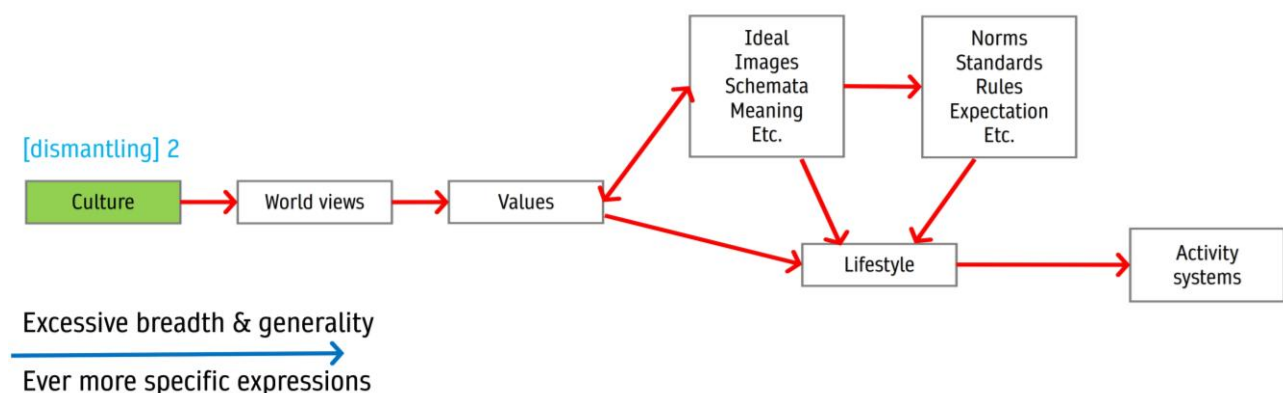 Ideal
Images
Schemata
Meaning
Etc.
Norms
Standards
Rules
Expectation
Etc.
[dismantling] 2
Culture
World views
Values
Lifestyle
Activity
systems
Excessive breadth & generality
Ever more specific expressions